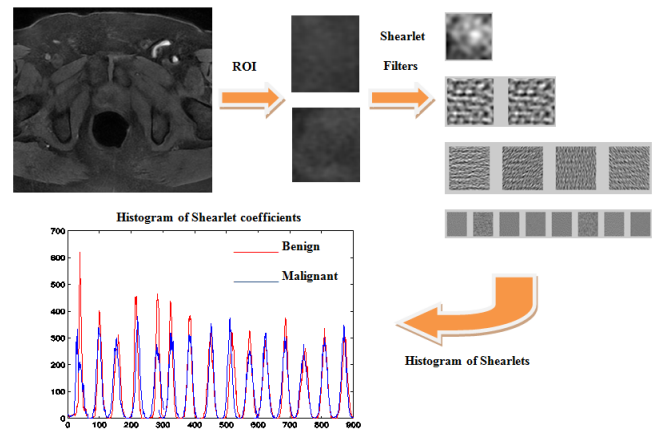 ROI
Shearlet
Filters
Histogram of Shearlet coefficients
Benign
Malignant
700
600
500
400
300
200
100
0
0 100 200 300 400 500 600 700 800 900
Histogram of Shearlets